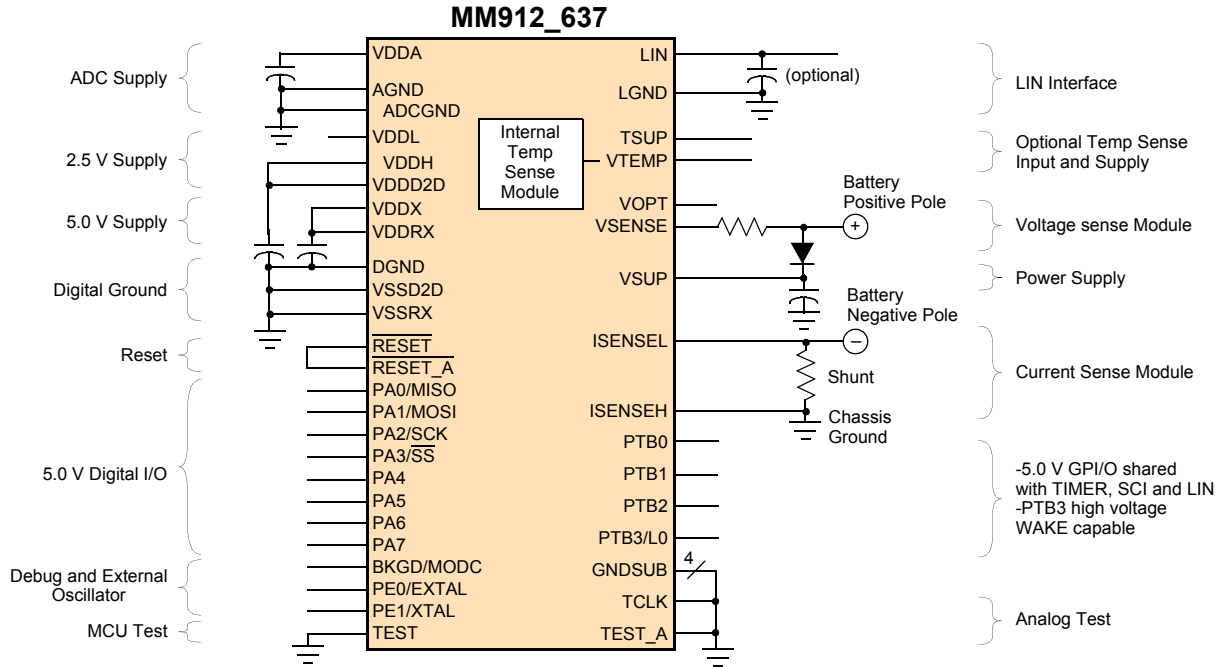 MM912_637
ADC Supply
2.5 V Supply
5.0 V Supply
Digital Ground
Reset
5.0 V Digital I/O
Debug and External
Oscillator
MCU Test
VDDA
AGND
ADCGND
VDDL
VDDH
VDDD2D
VDDX
VDDRX
DGND
VSSD2D
VSSRX
RESET
RESET_A
PA0/MISO
PA1/MOSI
PA2/SCK
PA3/SS
PA4
PA5
PA6
PA7
BKGD/MODC
PE0/EXTAL
PE1/XTAL
TEST
Internal
Temp
Sense
Module
LIN
LGND
TSUP
VTEMP
VOPT
VSENSE
VSUP
ISENSEL
ISENSEH
PTB0
PTB1
PTB2
PTB3/L0
GNDSUB
TCLK
TEST_A
(optional)
Battery
Positive Pole
+
Battery
Negative Pole
−
Shunt
Chassis
Ground
4
LIN Interface
Optional Temp Sense
Input and Supply
Voltage sense Module
Power Supply
Current Sense Module
-5.0 V GPI/O shared
with TIMER, SCI and LIN
-PTB3 high voltage
WAKE capable
Analog Test